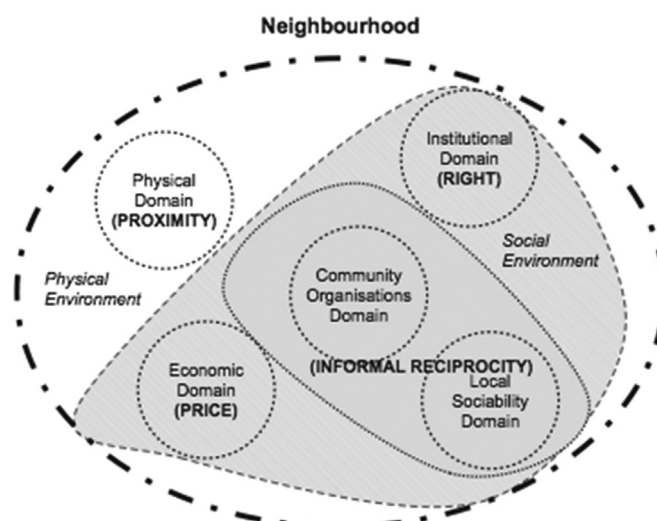 Neighbourhood
Institutional
Domain
(RIGHT)
Physical
Domain
(PROXIMITY)
Social
Environment
Physical
Environment
Community
Organisations
Domain
Economic
Domain
(PRICE)
(INFORMAL RECIPROCITY)
Local
Sociability
Domain